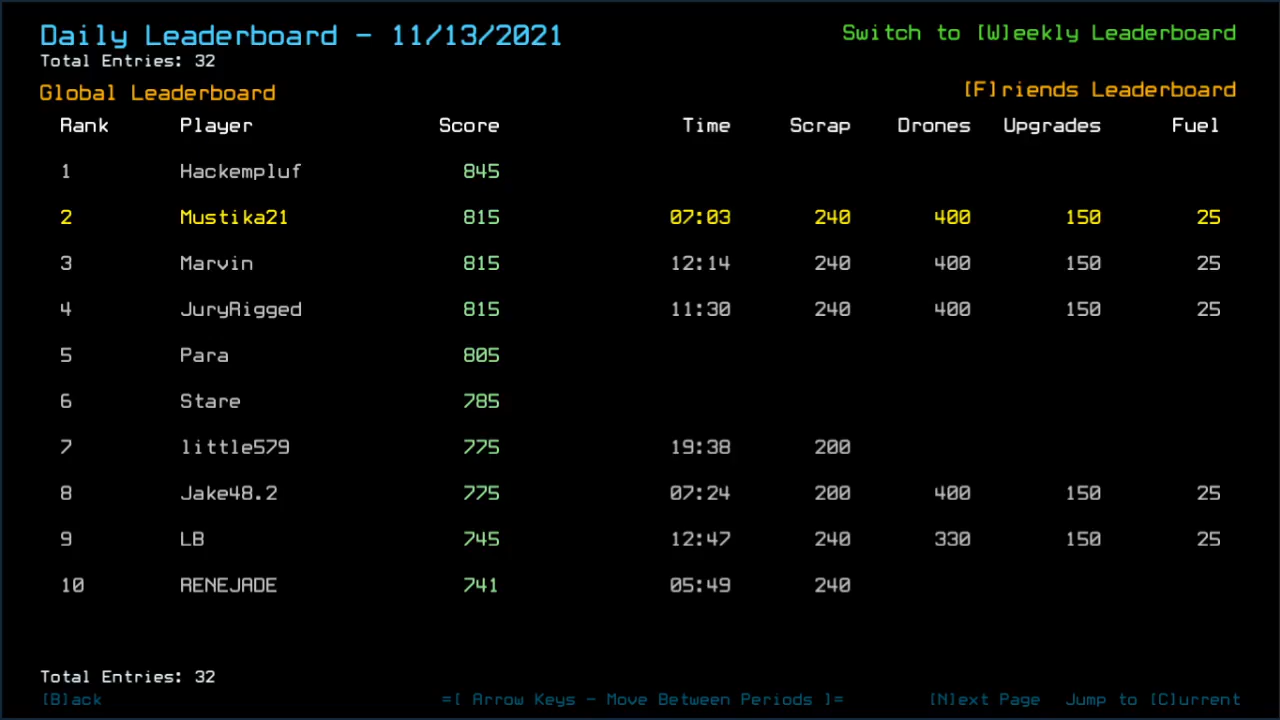 Daily Leaderboard - 11/13/2021 Switch to [W]eekly Leaderboard
Total Entries: 32
Global Leaderboard [F]riends Leaderboard
Rank Player Score Time Scrap Drones Upgrades Fuel
1 Hackempluf 845
2 Mustika21 815 07:03 240 400 150 25
3 Marvin 815 12:14 240 400 150 25
4 JuryRigged 815 11:30 240 400 150 25
5 Para 805
6 Stare 785
7 little579 775 19:38 200
8 Jake48.2 775 07:24 200 400 150 25
9 LB 745 12:47 240 330 150 25
10 RENEJADE 741 05:49 240
Total Entries: 32
[B]ack =[ Arrow Keys - Move Between Periods ]= [N]ext Page Jump to [C]urrent